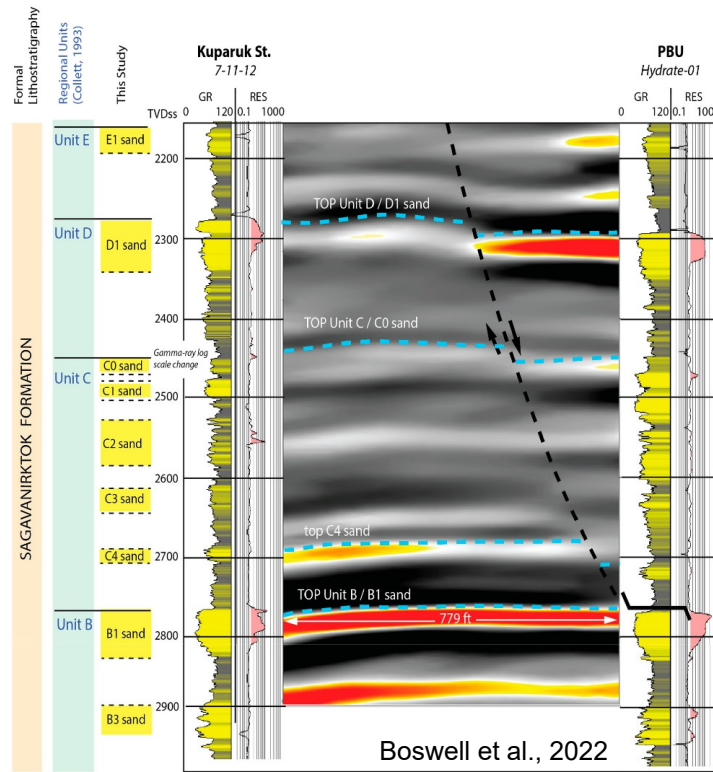 Formal
Lithostratigraphy
Regional Units
(Collett, 1993)
This Study
Kuparuk St.
7-11-12
PBU
Hydrate-01
TVDss
GR
RES
0 120 0.1 1000
GR
RES
0 120 0.1 100
SAGAVANIRKTOK FORMATION
Unit E
E1 sand
2200
TOP Unit D / D1 sand
Unit D
D1 sand
2300
2400
TOP Unit C / C0 sand
Gamma-ray log
scale change
C0 sand
Unit C
C1 sand
2500
C2 sand
2600
C3 sand
top C4 sand
C4 sand
2700
TOP Unit B / B1 sand
779 ft
Unit B
B1 sand
2800
2900
B3 sand
Boswell et al., 2022